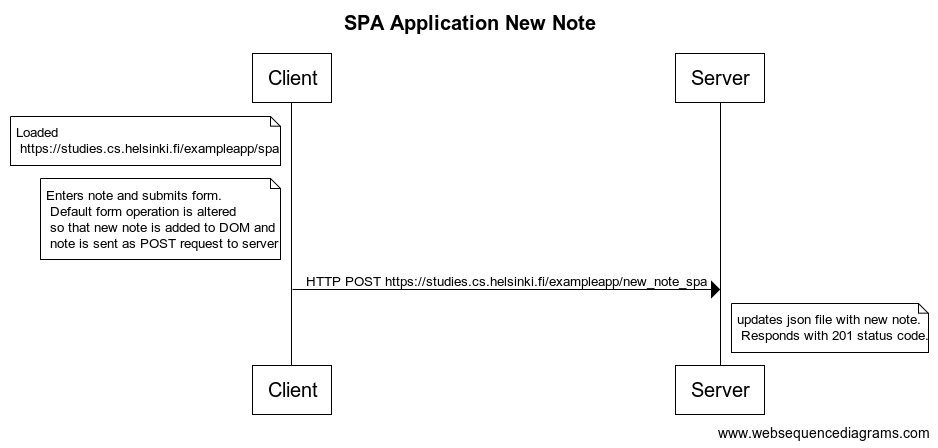 SPA Application New Note
Client
Server
Loaded
https://studies.cs.helsinki.fi/exampleapp/spa
Enters note and submits form.
Default form operation is altered
so that new note is added to DOM and
note is sent as POST request to server
HTTP POST https://studies.cs.helsinki.fi/exampleapp/new_note_spa
updates json file with new note.
Responds with 201 status code.
Client
Server
www.websequencediagrams.com